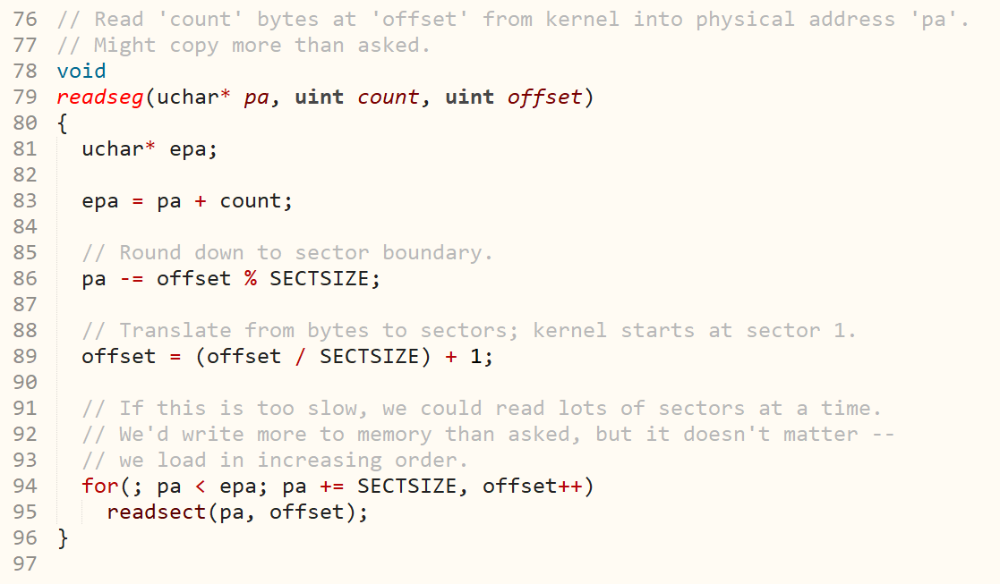 76 // Read 'count' bytes at 'offset' from kernel into physical address 'pa'.
77 // Might copy more than asked.
78 void
79 readseg(uchar* pa, uint count, uint offset)
80 {
81   uchar* epa;
82
83   epa = pa + count;
84
85   // Round down to sector boundary.
86   pa -= offset % SECTSIZE;
87
88   // Translate from bytes to sectors; kernel starts at sector 1.
89   offset = (offset / SECTSIZE) + 1;
90
91   // If this is too slow, we could read lots of sectors at a time.
92   // We'd write more to memory than asked, but it doesn't matter --
93   // we load in increasing order.
94   for(; pa < epa; pa += SECTSIZE, offset++)
95     readsect(pa, offset);
96 }
97